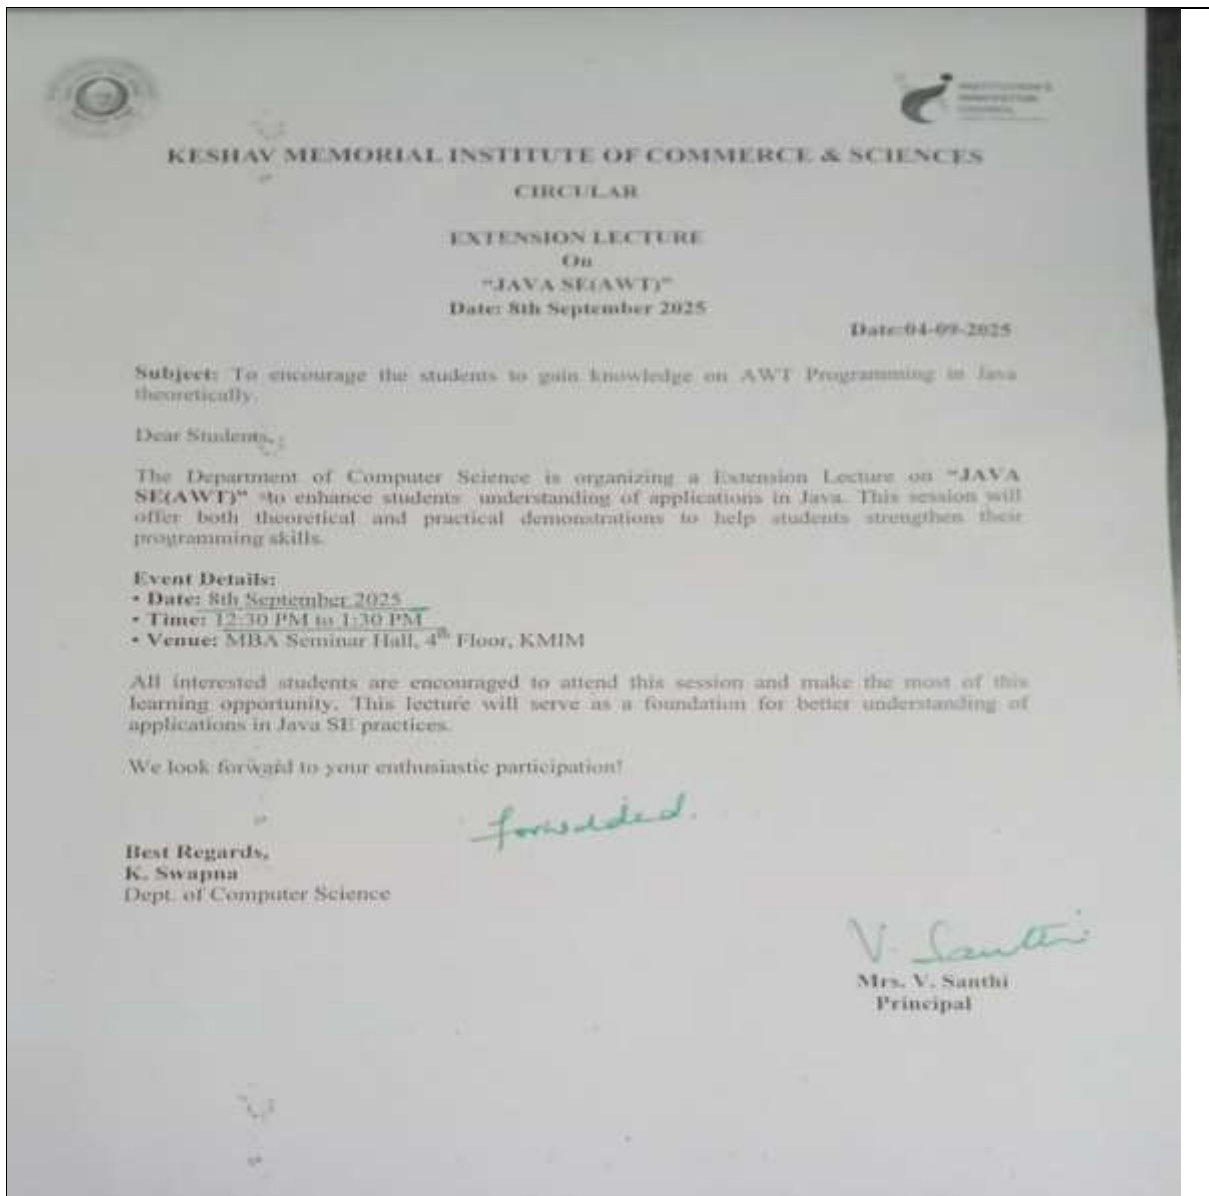 INSTITUTION'S
INNOVATION
COUNCIL
KESHAV MEMORIAL INSTITUTE OF COMMERCE & SCIENCES
CIRCULAR
EXTENSION LECTURE
On
“JAVA SE(AWT)”
Date: 8th September 2025
Date:04-09-2025
Subject: To encourage the students to gain knowledge on AWT Programming in Java
theoretically.
Dear Students,
The Department of Computer Science is organizing a Extension Lecture on “JAVA
SE(AWT)” to enhance students understanding of applications in Java. This session will
offer both theoretical and practical demonstrations to help students strengthen their
programming skills.
Event Details:
• Date: 8th September 2025
• Time: 12:30 PM to 1:30 PM
• Venue: MBA Seminar Hall, 4th Floor, KMIM
All interested students are encouraged to attend this session and make the most of this
learning opportunity. This lecture will serve as a foundation for better understanding of
applications in Java SE practices.
We look forward to your enthusiastic participation!
Best Regards,
K. Swapna
Dept. of Computer Science
V. Santhi
Mrs. V. Santhi
Principal